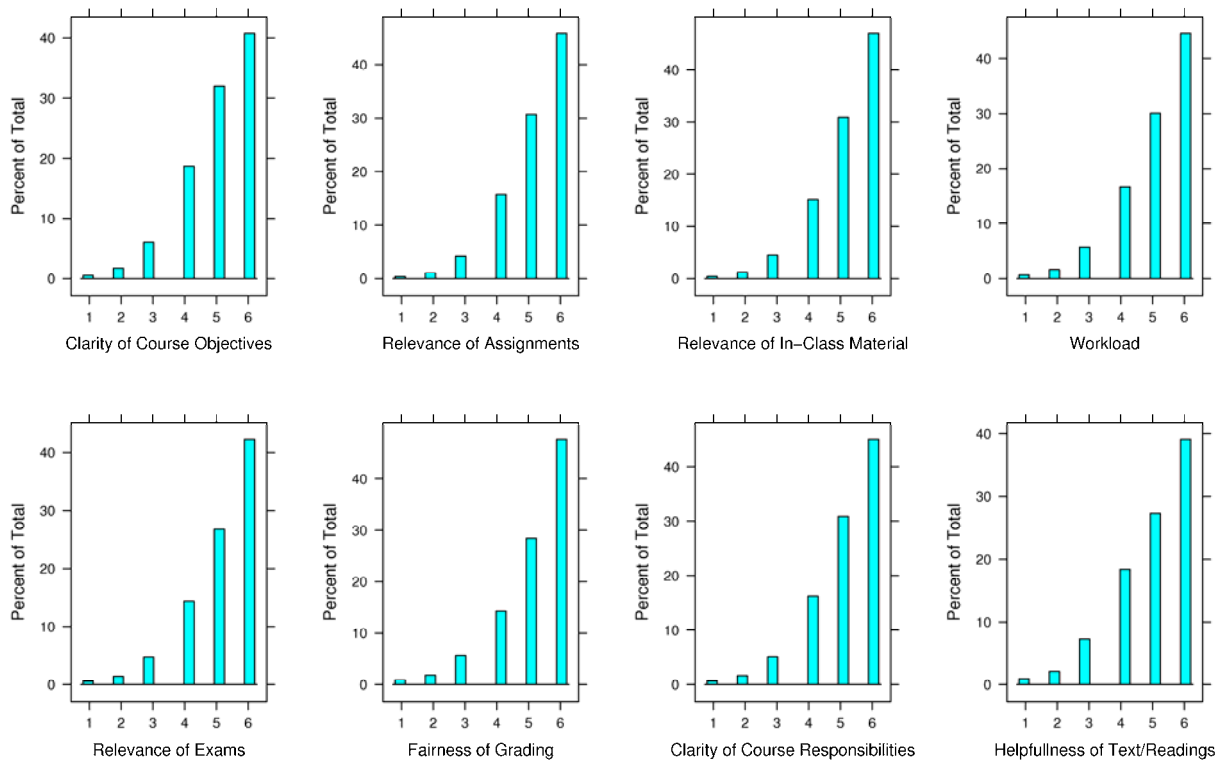 Percent of Total
40
30
20
10
0
1 2 3 4 5 6
Clarity of Course Objectives
Percent of Total
40
30
20
10
0
1 2 3 4 5 6
Relevance of Assignments
Percent of Total
40
30
20
10
0
1 2 3 4 5 6
Relevance of In−Class Material
Percent of Total
40
30
20
10
0
1 2 3 4 5 6
Workload
Percent of Total
40
30
20
10
0
1 2 3 4 5 6
Relevance of Exams
Percent of Total
40
30
20
10
0
1 2 3 4 5 6
Fairness of Grading
Percent of Total
40
30
20
10
0
1 2 3 4 5 6
Clarity of Course Responsibilities
Percent of Total
40
30
20
10
0
1 2 3 4 5 6
Helpfullness of Text/Readings